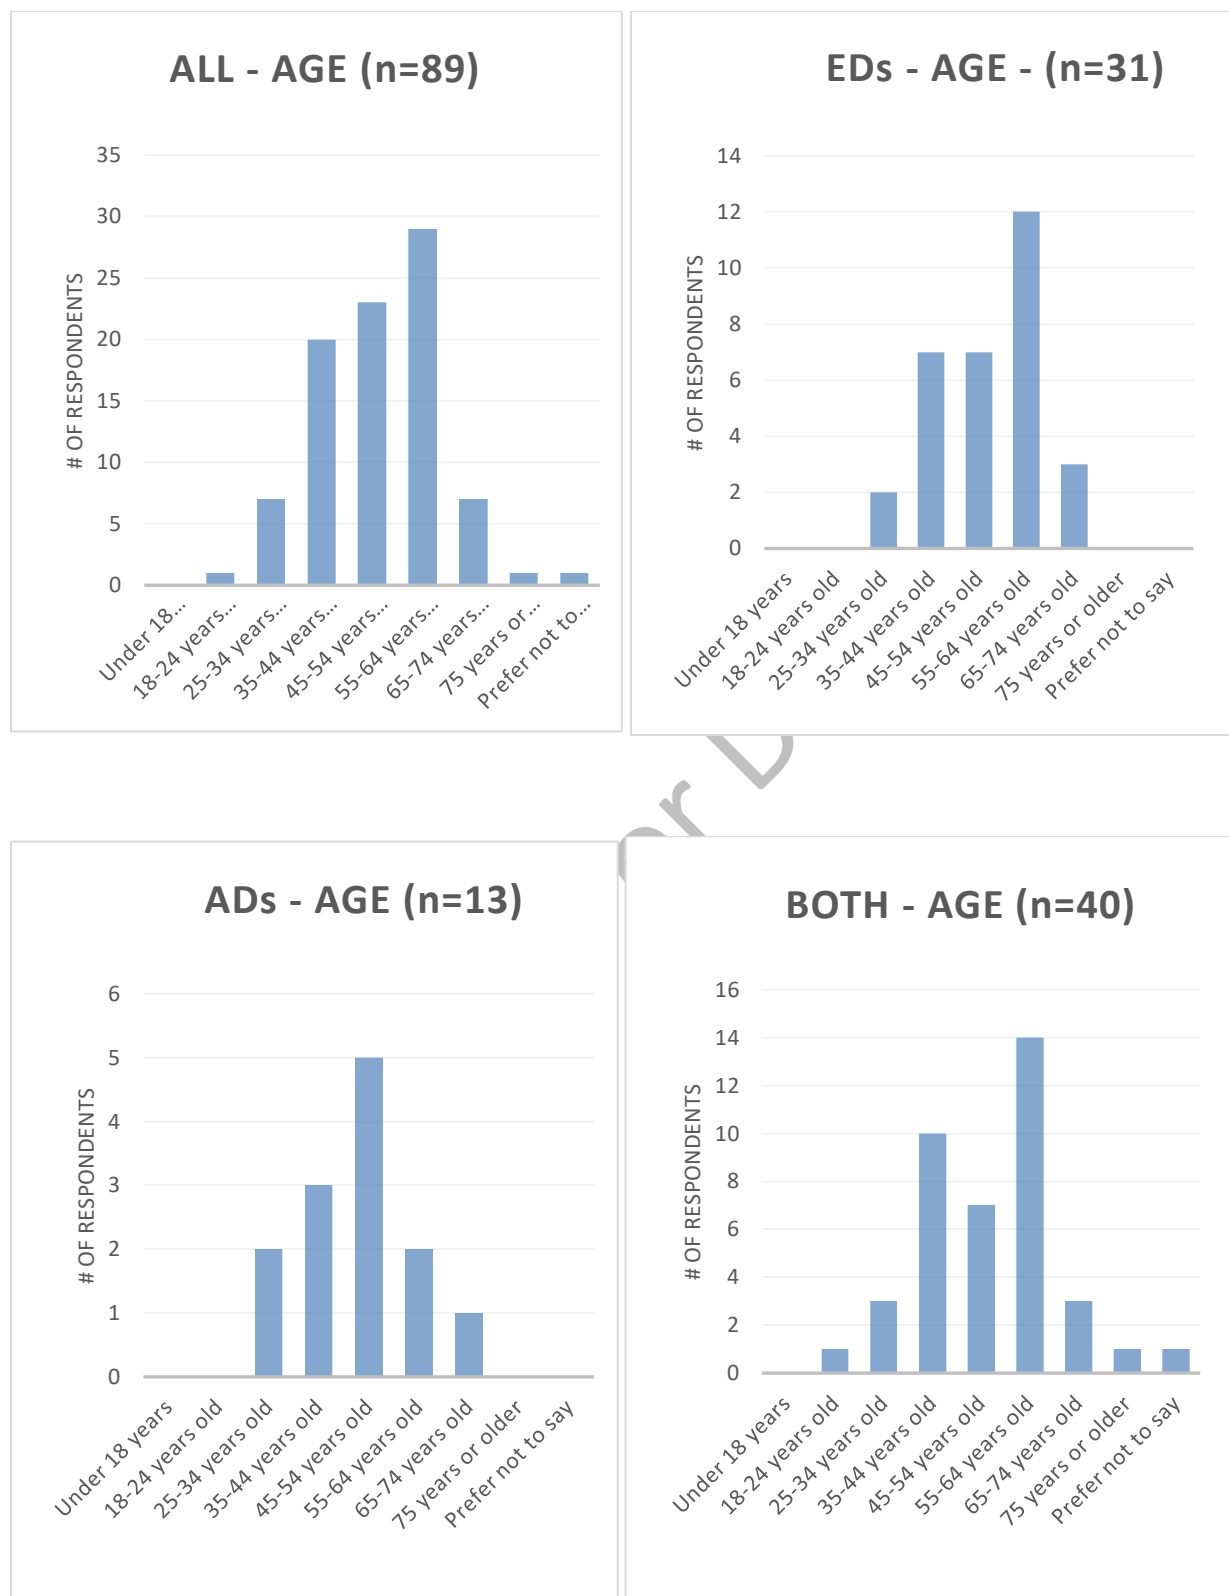 ALL - AGE (n=89)
# OF RESPONDENTS
35
30
25
20
15
10
5
0
Under 18...
18-24 years...
25-34 years...
35-44 years...
45-54 years...
55-64 years...
65-74 years...
75 years or...
Prefer not to...
EDs - AGE - (n=31)
# OF RESPONDENTS
14
12
10
8
6
4
2
0
Under 18 years
18-24 years old
25-34 years old
35-44 years old
45-54 years old
55-64 years old
65-74 years old
75 years or older
Prefer not to say
ADs - AGE (n=13)
# OF RESPONDENTS
6
5
4
3
2
1
0
Under 18 years
18-24 years old
25-34 years old
35-44 years old
45-54 years old
55-64 years old
65-74 years old
75 years or older
Prefer not to say
BOTH - AGE (n=40)
# OF RESPONDENTS
16
14
12
10
8
6
4
2
0
Under 18 years
18-24 years old
25-34 years old
35-44 years old
45-54 years old
55-64 years old
65-74 years old
75 years or older
Prefer not to say